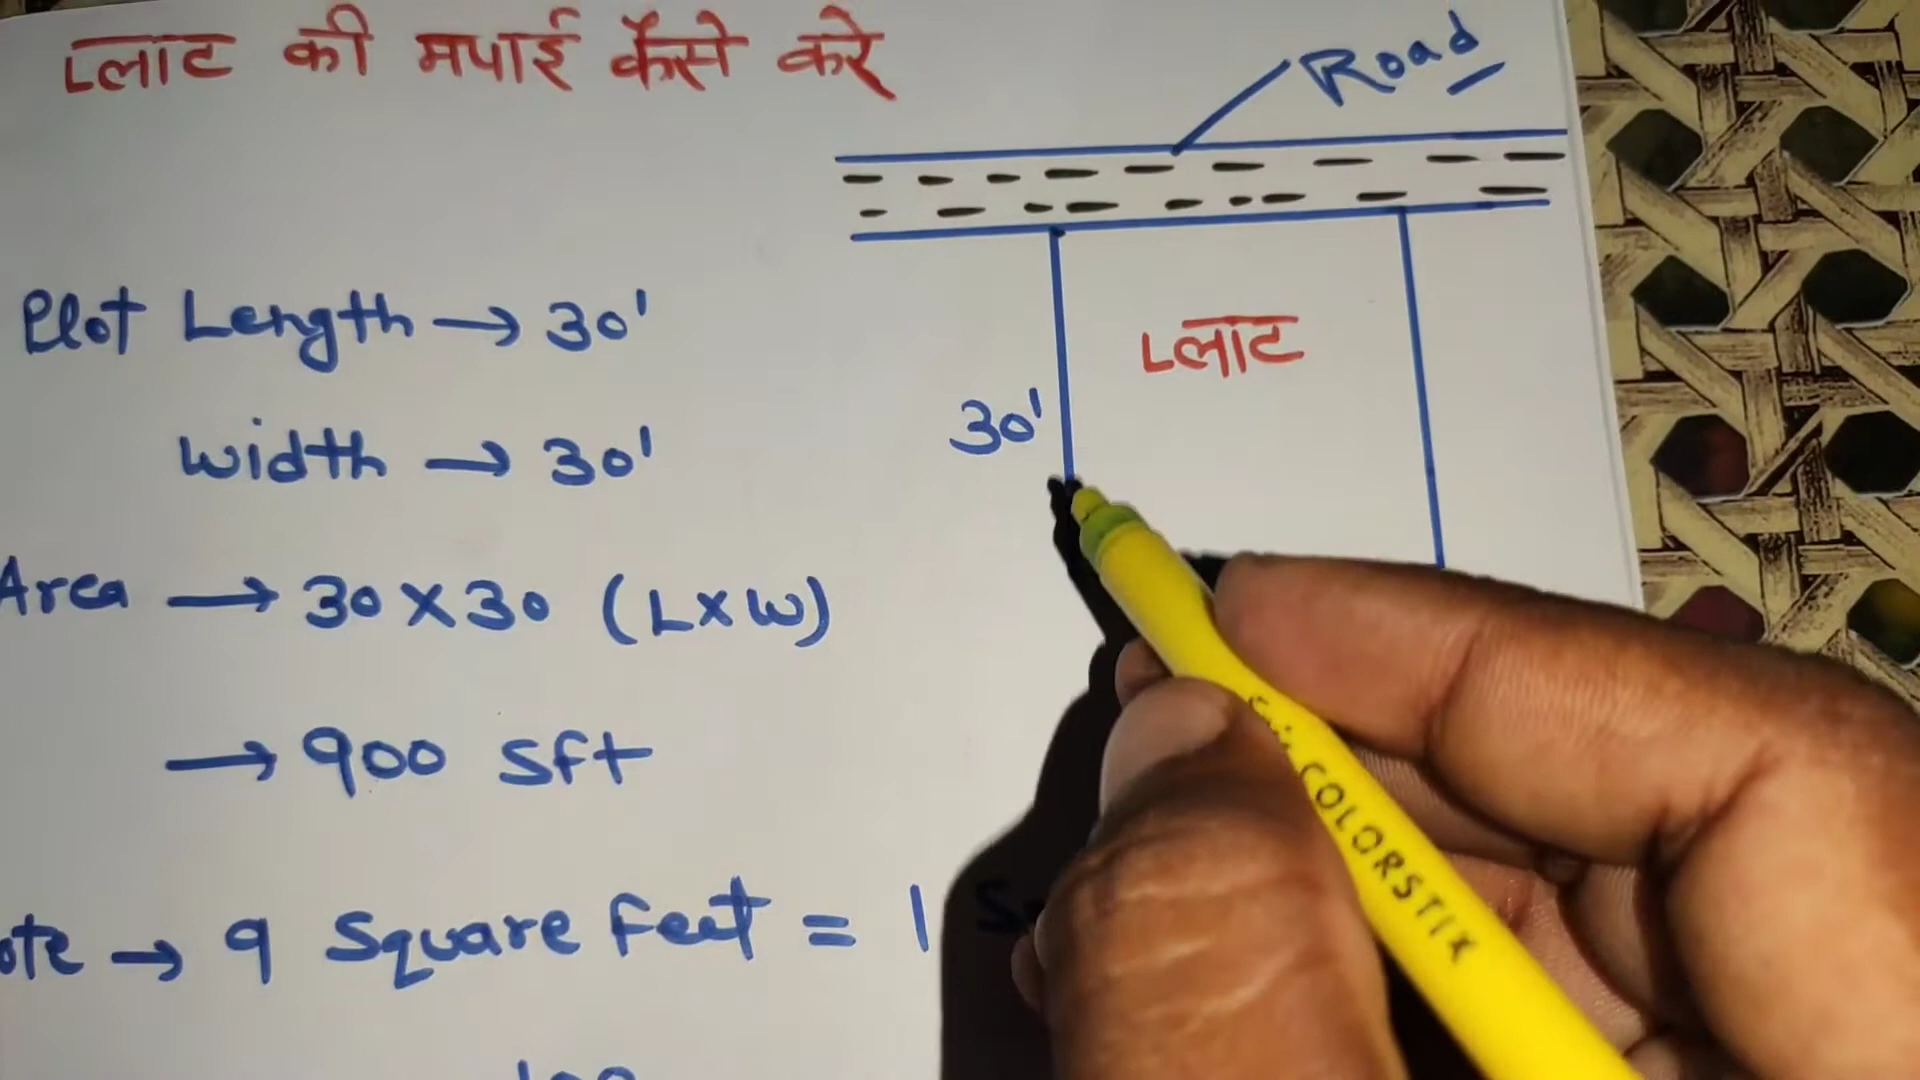 प्लाट की मपाई कैसे करे
Road
Plot Length → 30'
प्लाट
width → 30'
30'
Area → 30 X 30 (L X W)
→ 900 sft
→ 9 Square feet = 1
COLORSTIX